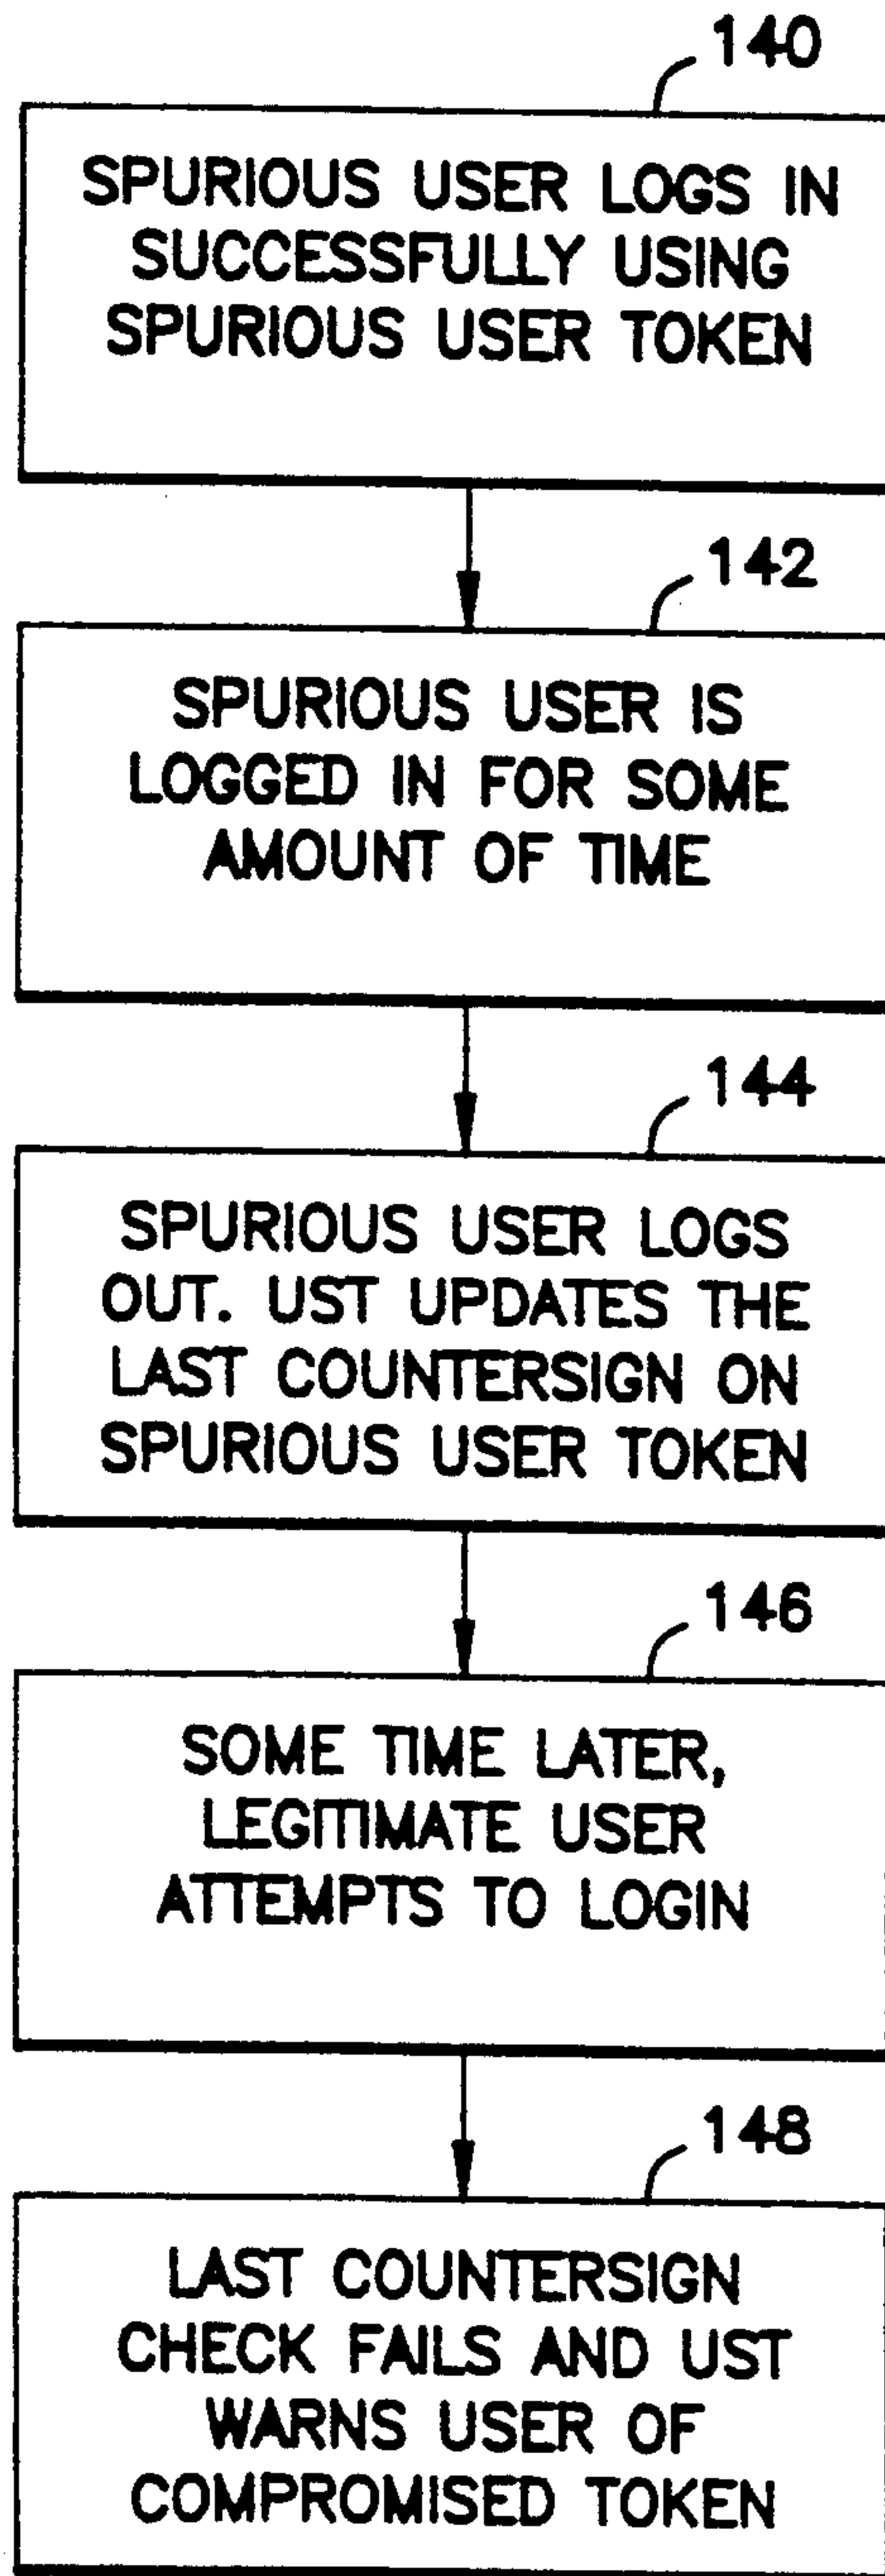 140
SPURIOUS USER LOGS IN
SUCCESSFULLY USING
SPURIOUS USER TOKEN
142
SPURIOUS USER IS
LOGGED IN FOR SOME
AMOUNT OF TIME
144
SPURIOUS USER LOGS
OUT. UST UPDATES THE
LAST COUNTERSIGN ON
SPURIOUS USER TOKEN
146
SOME TIME LATER,
LEGITIMATE USER
ATTEMPTS TO LOGIN
148
LAST COUNTERSIGN
CHECK FAILS AND UST
WARNS USER OF
COMPROMISED TOKEN